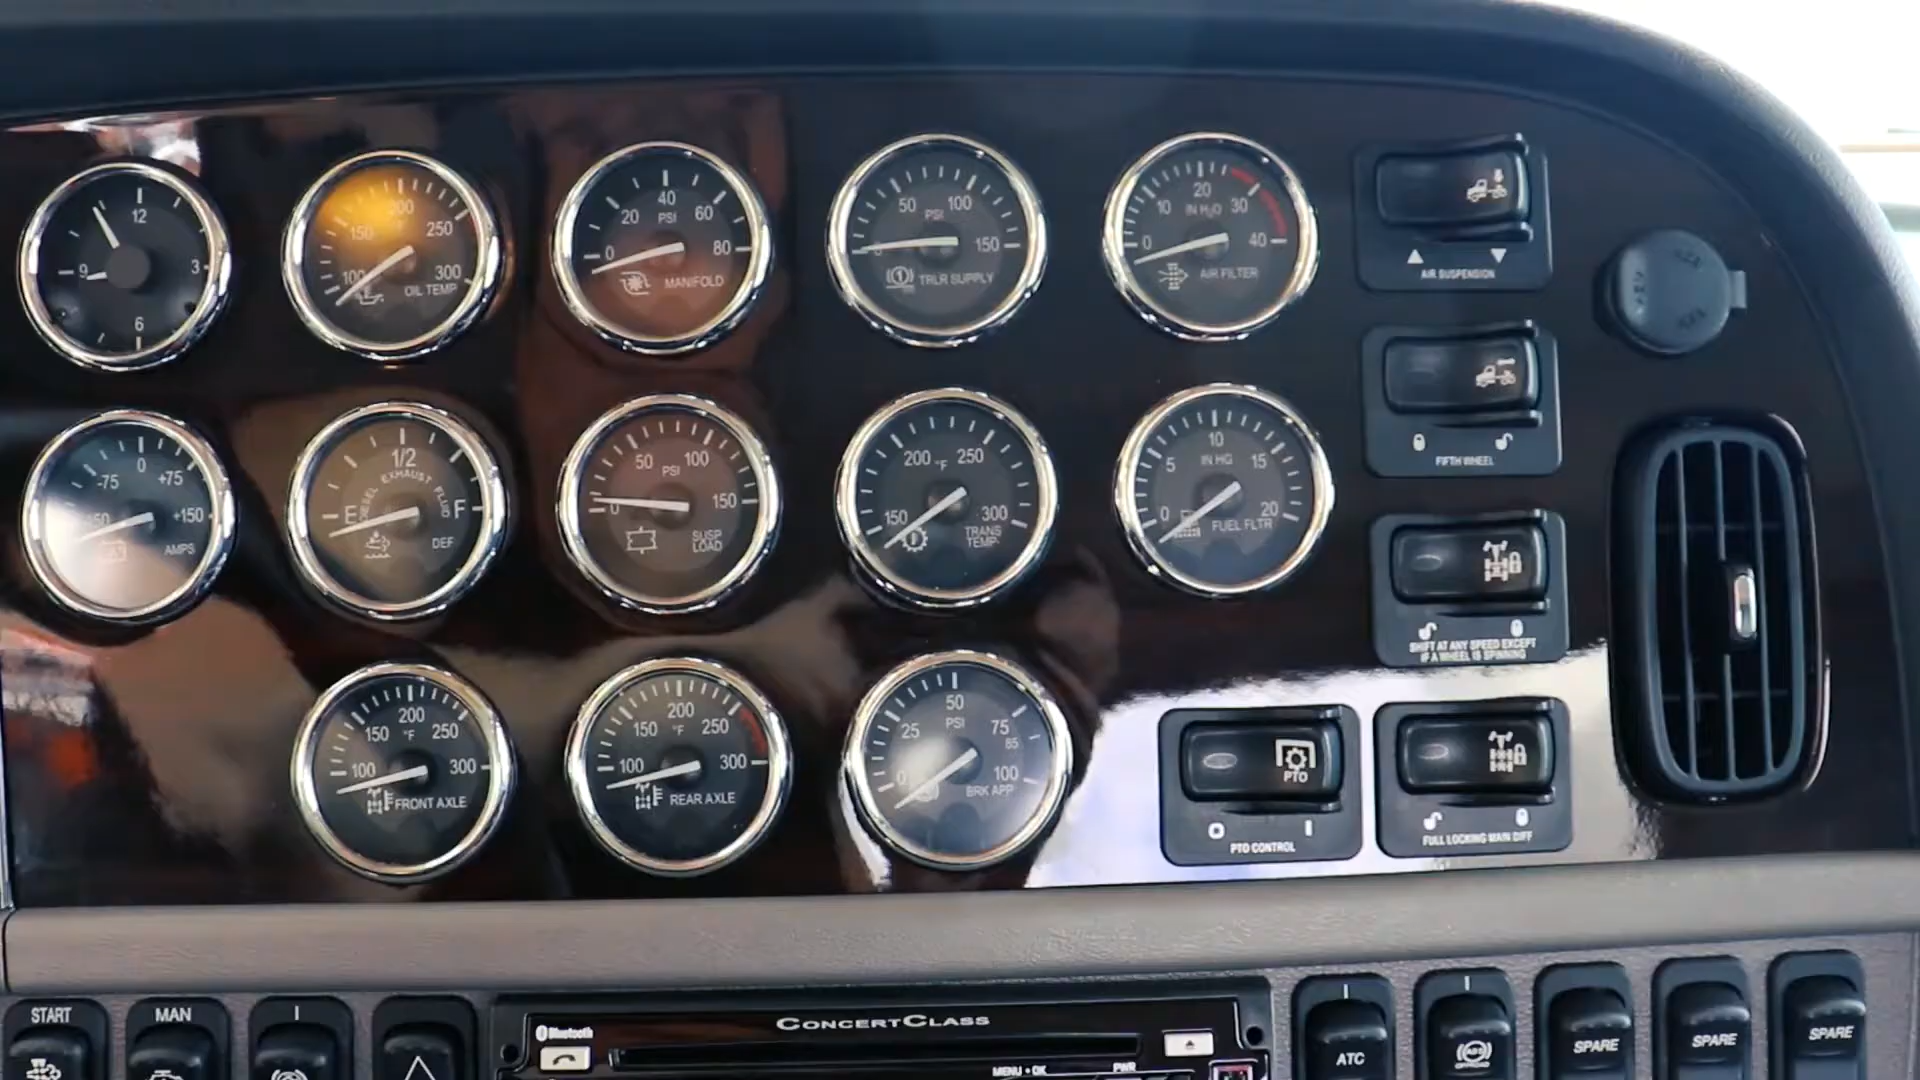 12
9
3
6
150
200
250
100
300
OIL TEMP
40
20
PSI
60
0
80
MANIFOLD
50
PSI
100
0
150
TRLR SUPPLY
20
10
IN H₂O
30
0
40
AIR FILTER
AIR SUSPENSION
0
-75
+75
+150
AMPS
1/2
DIESEL EXHAUST FLUID
E
F
DEF
50
PSI
100
0
150
SUSP
LOAD
200
°F
250
150
300
TRANS
TEMP
10
5
IN HG
15
0
20
FUEL FLTR
FIFTH WHEEL
SHIFT AT ANY SPEED EXCEPT
IF A WHEEL IS SPINNING
200
150
°F
250
100
300
FRONT AXLE
200
150
°F
250
100
300
REAR AXLE
50
25
PSI
75
85
0
100
BRK APP
PTO
O I
PTO CONTROL
FULL LOCKING MAIN DIFF
START
MAN
I
Bluetooth
CONCERTCLASS
MENU • OK
PWR
I
ATC
I
ABS
OFFROAD
SPARE
SPARE
SPARE